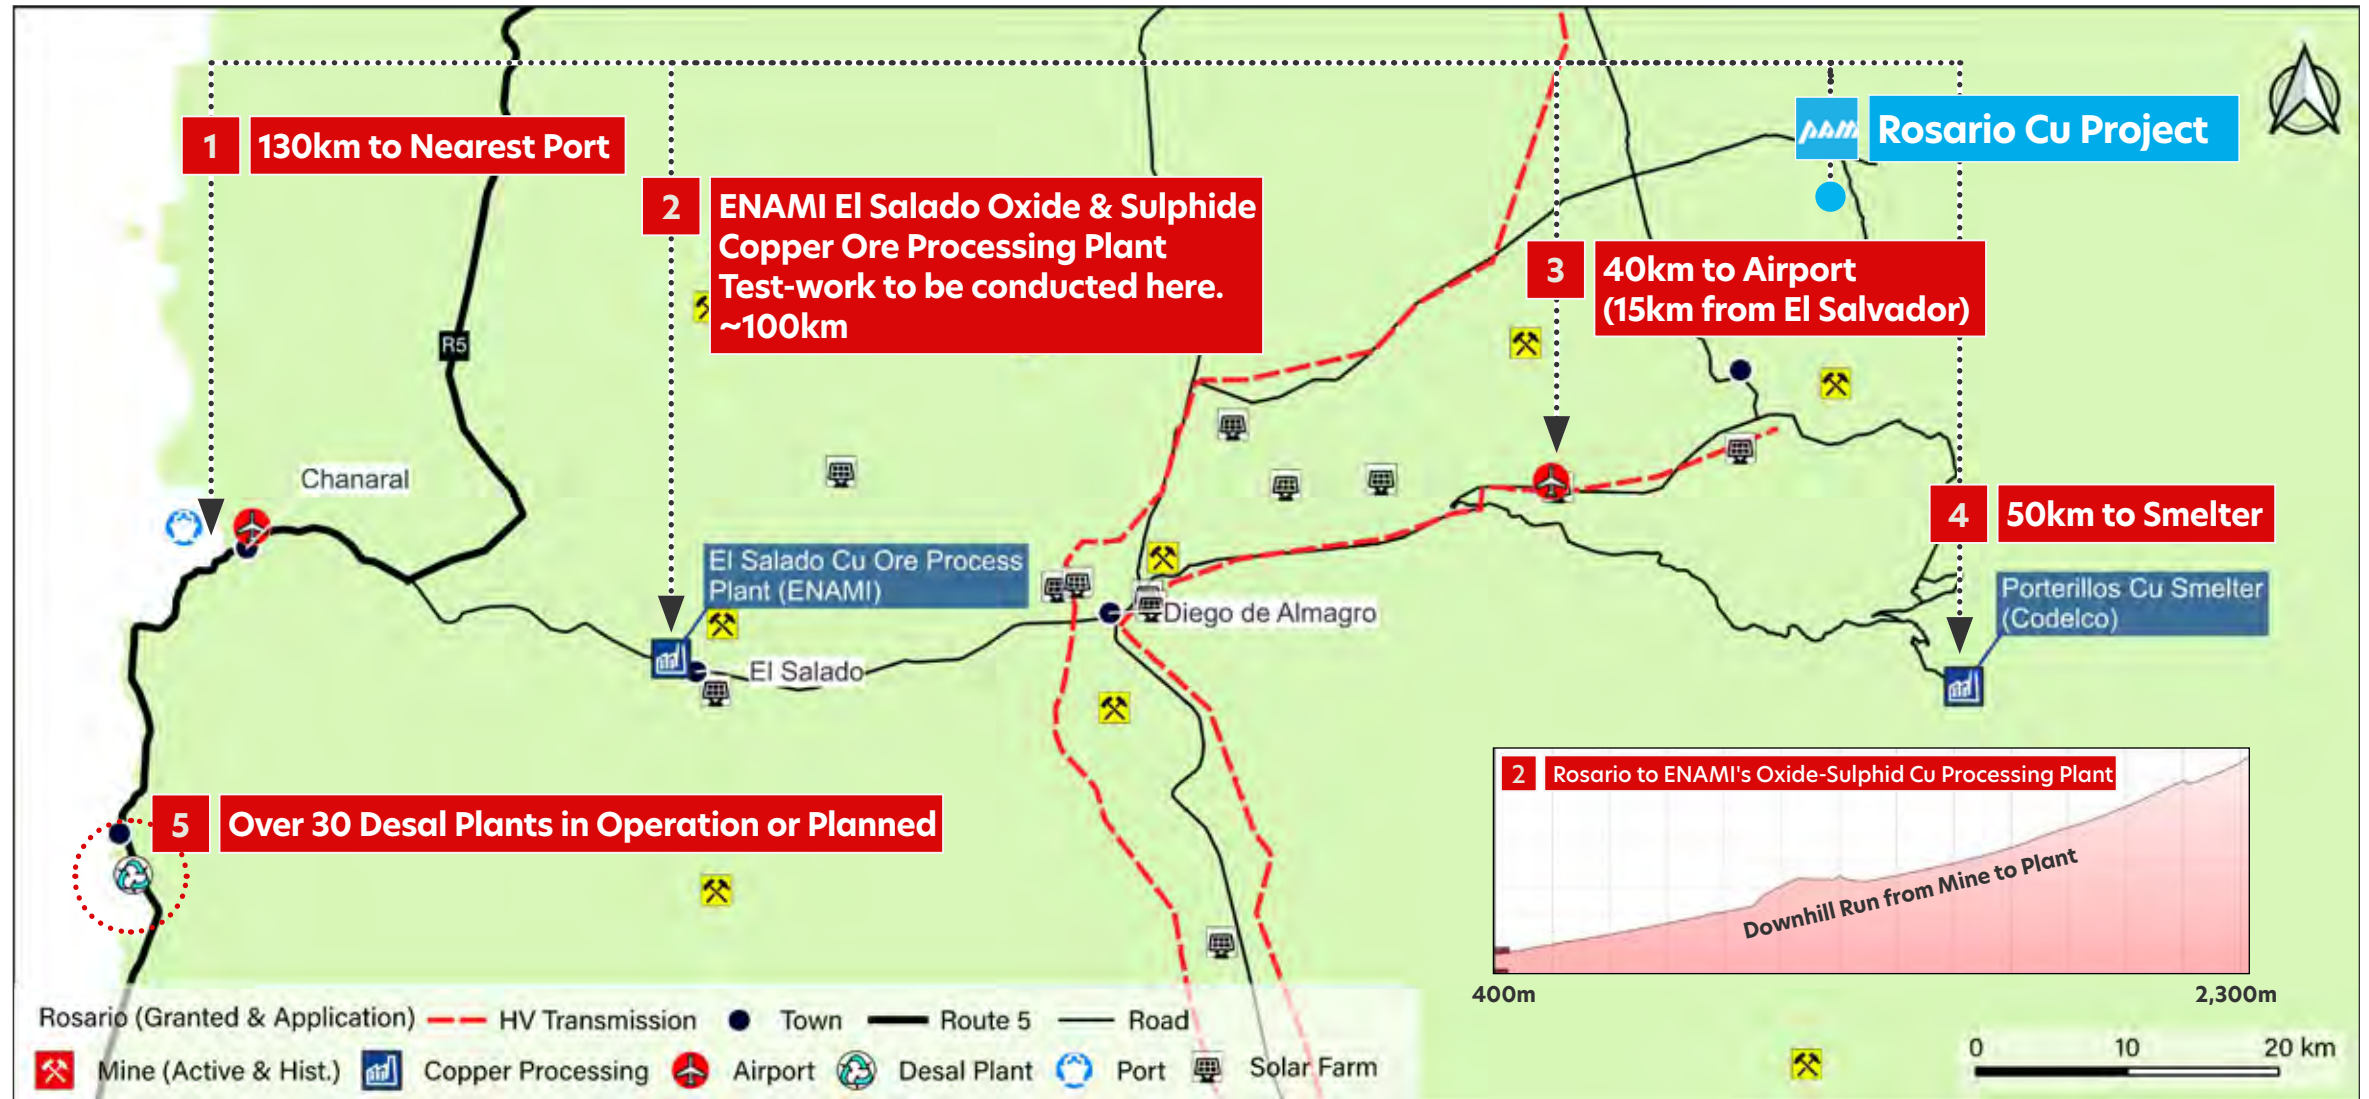 1
130km to Nearest Port
2
ENAMI El Salado Oxide & Sulphide
Copper Ore Processing Plant
Test-work to be conducted here.
~100km
pam
Rosario Cu Project
3
40km to Airport
(15km from El Salvador)
R5
Chanaral
4
50km to Smelter
El Salado Cu Ore Process
Plant (ENAMI)
Diego de Almagro
Porterillos Cu Smelter
(Codelco)
El Salado
5
Over 30 Desal Plants in Operation or Planned
2
Rosario to ENAMI's Oxide-Sulphid Cu Processing Plant
Downhill Run from Mine to Plant
400m
2,300m
Rosario (Granted & Application)
HV Transmission
Town
Route 5
Road
Mine (Active & Hist.)
Copper Processing
Airport
Desal Plant
Port
Solar Farm
0
10
20 km